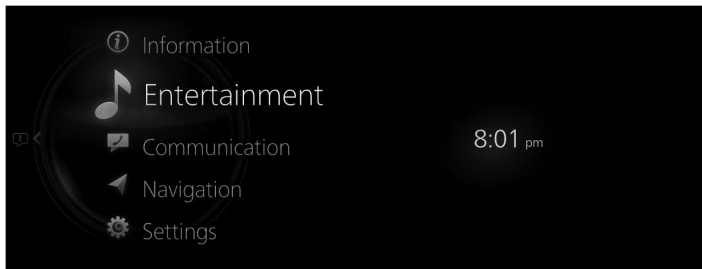 Information
Entertainment
Communication
8:01 pm
Navigation
Settings